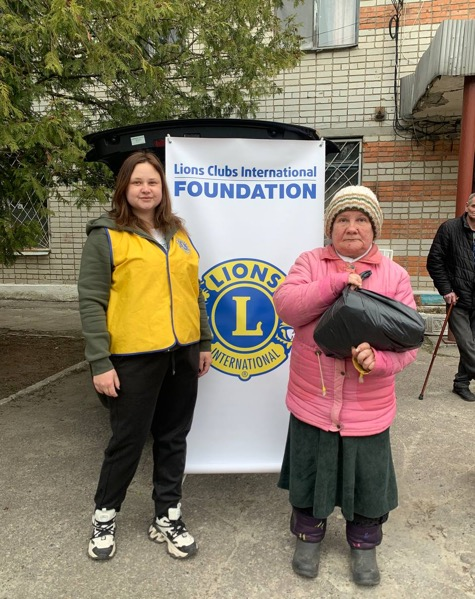 Lions Clubs International
FOUNDATION
LIONS
L
INTERNATIONAL